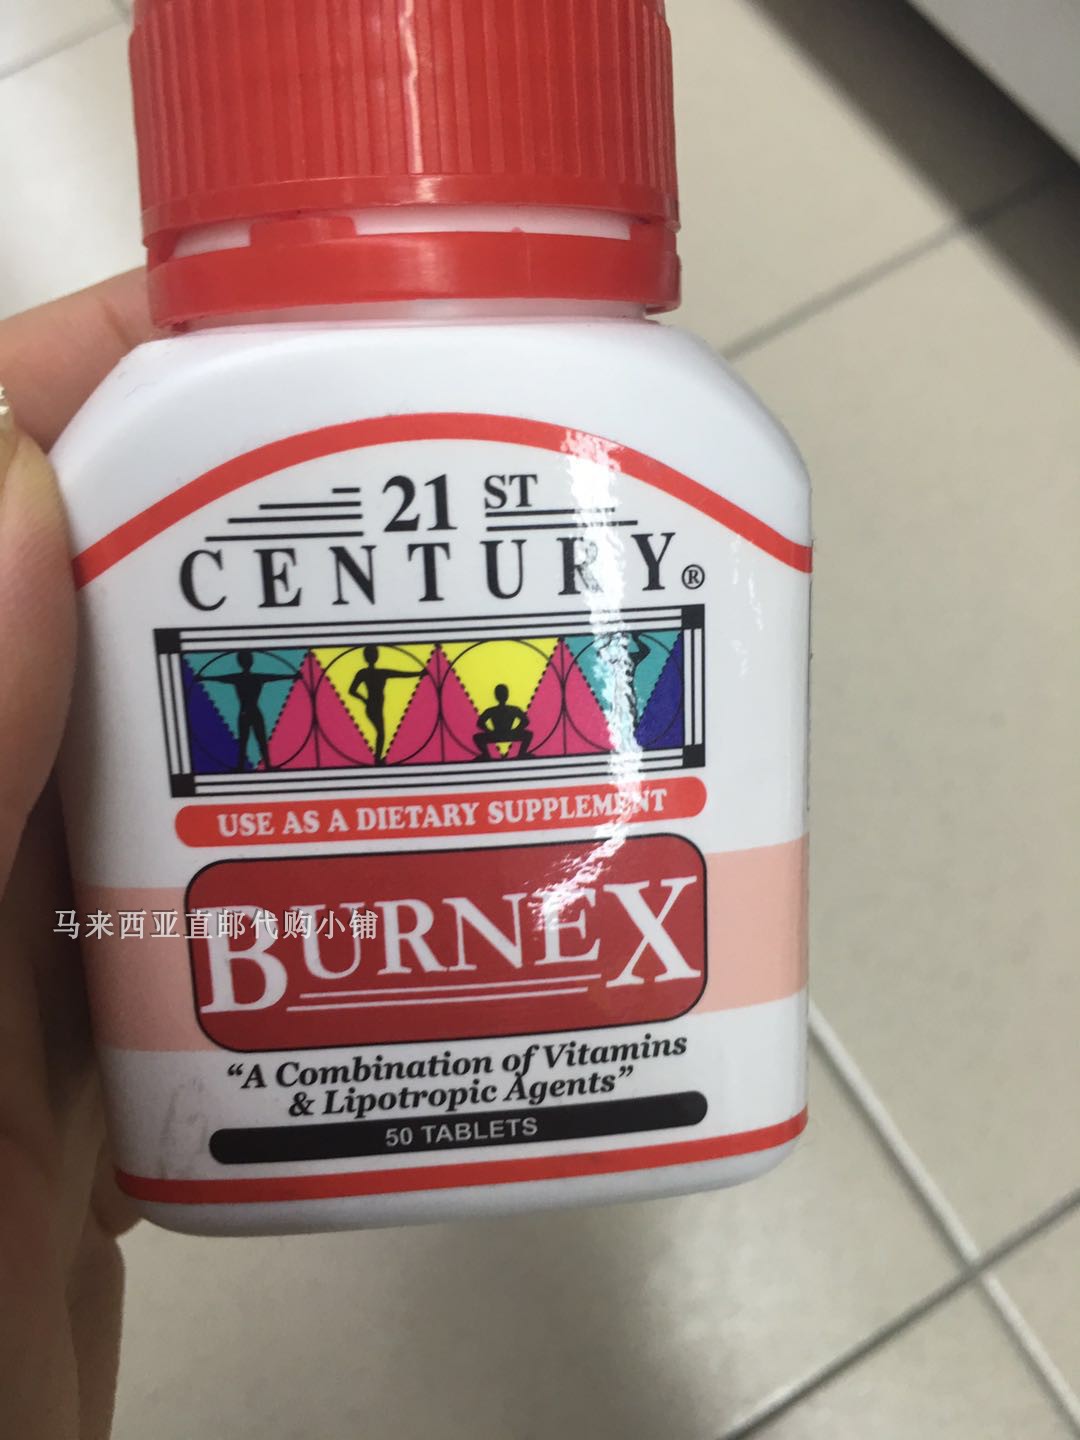 21 ST
CENTURY®
USE AS A DIETARY SUPPLEMENT
BURNEX
马来西亚直邮代购小铺
"A Combination of Vitamins
& Lipotropic Agents"
50 TABLETS